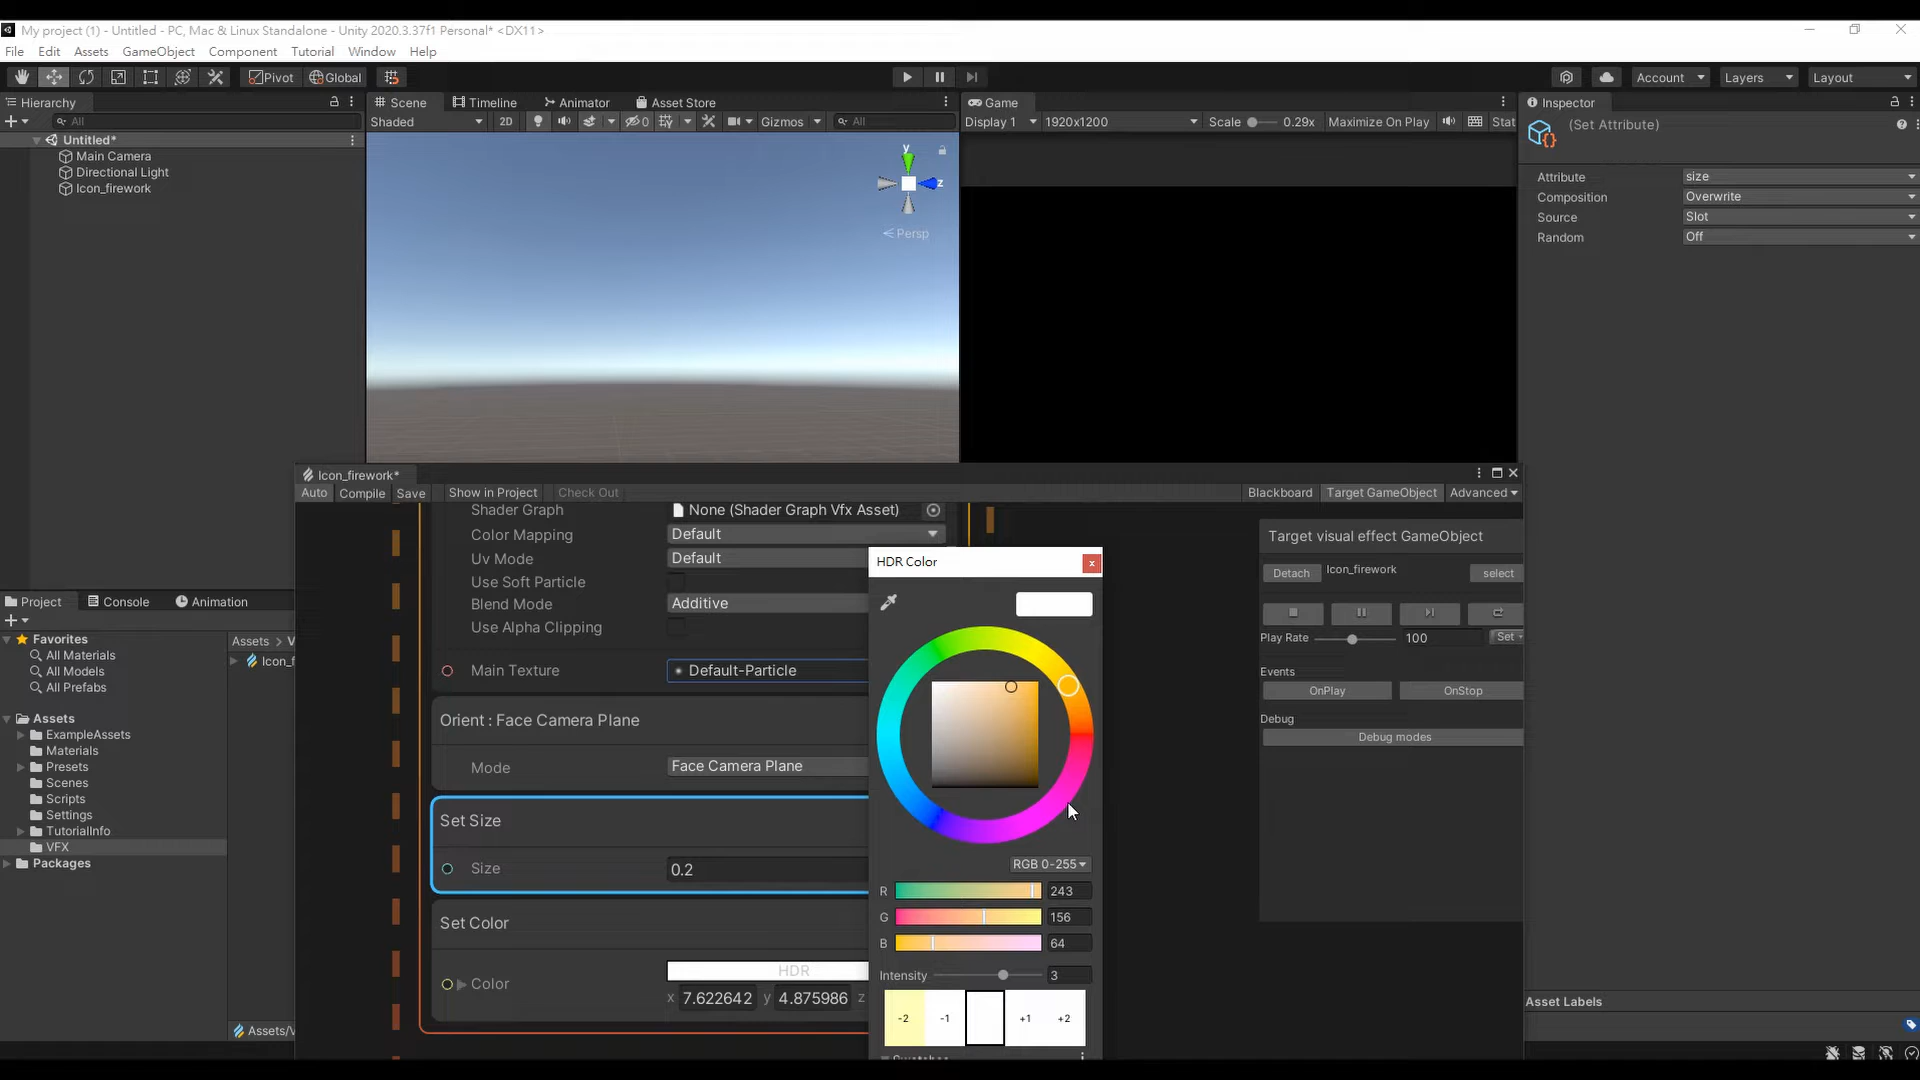 My project (1) - Untitled - PC, Mac & Linux Standalone - Unity 2020.3.37f1 Personal* <DX11>
File Edit Assets GameObject Component Tutorial Window Help
Pivot Global Account Layers Layout
Hierarchy
All
Untitled*
Main Camera
Directional Light
Icon_firework
Scene Timeline Animator Asset Store
Shaded 2D 0 Gizmos All
y
z
Persp
Game
Display 1 1920x1200 Scale 0.29x Maximize On Play Stat
Inspector
(Set Attribute)
Attribute size
Composition Overwrite
Source Slot
Random Off
Asset Labels
Icon_firework*
Auto Compile Save Show in Project Check Out Blackboard Target GameObject Advanced
Shader Graph None (Shader Graph Vfx Asset)
Color Mapping Default
Uv Mode Default
Use Soft Particle
Blend Mode Additive
Use Alpha Clipping
Main Texture Default-Particle
Orient : Face Camera Plane
Mode Face Camera Plane
Set Size
Size 0.2
Set Color
Color HDR
x 7.622642 y 4.875986 z
HDR Color
x
RGB 0-255
R 243
G 156
B 64
Intensity 3
-2 -1 +1 +2
Target visual effect GameObject
Detach Icon_firework select
Play Rate 100 Set
Events
OnPlay OnStop
Debug
Debug modes
Project Console Animation
Favorites
All Materials
All Models
All Prefabs
Assets
ExampleAssets
Materials
Presets
Scenes
Scripts
Settings
TutorialInfo
VFX
Packages
Assets > V
Icon_f
Assets/V